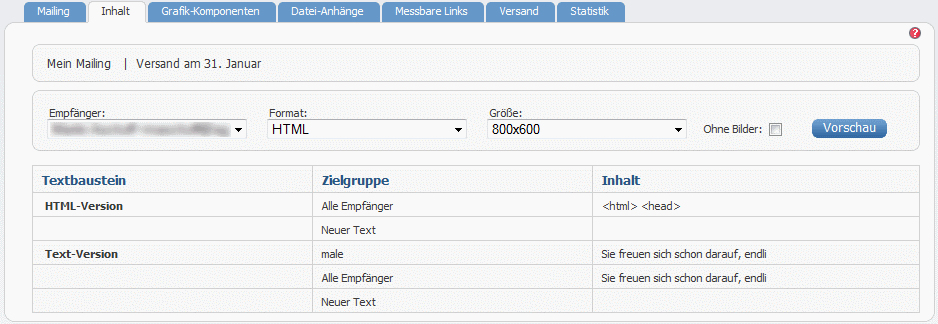 Mailing Inhalt Grafik-Komponenten Datei-Anhänge Messbare Links Versand Statistik
?
Mein Mailing | Versand am 31. Januar
Empfänger: Format: Größe:
HTML 800x600 Ohne Bilder: Vorschau
Textbaustein Zielgruppe Inhalt
HTML-Version Alle Empfänger <html> <head>
Neuer Text
Text-Version male Sie freuen sich schon darauf, endli
Alle Empfänger Sie freuen sich schon darauf, endli
Neuer Text